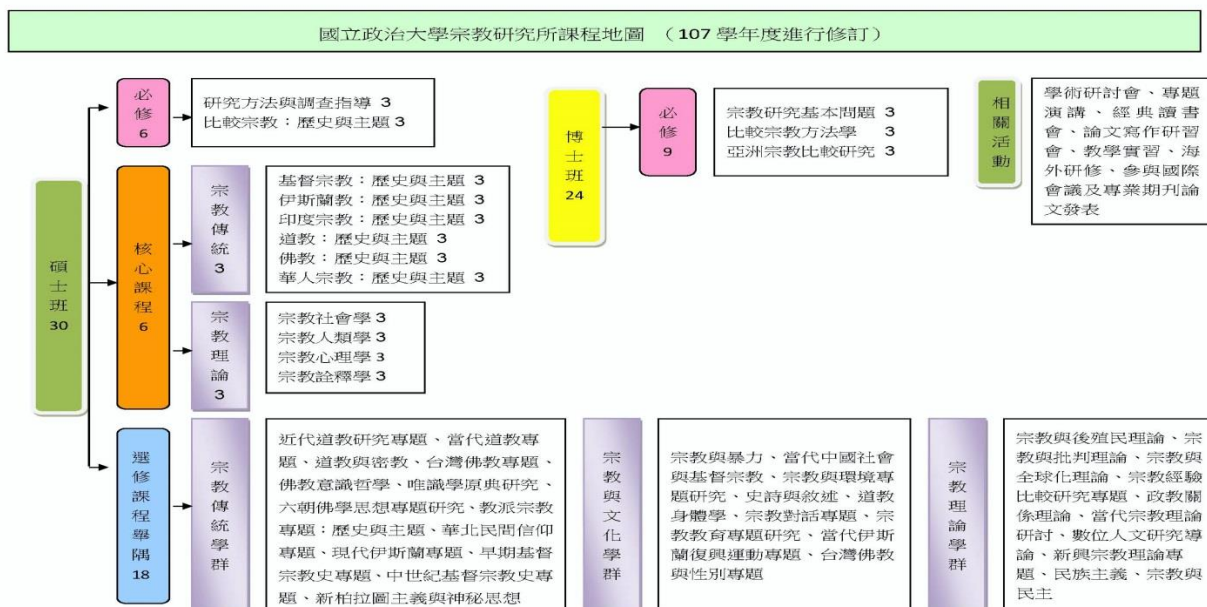 國立政治大學宗教研究所課程地圖 （107 學年度進行修訂）
碩士班
30
必修
6
研究方法與調查指導 3
比較宗教：歷史與主題 3
核心課程
6
宗教傳統
3
基督宗教：歷史與主題 3
伊斯蘭教：歷史與主題 3
印度宗教：歷史與主題 3
道教：歷史與主題 3
佛教：歷史與主題 3
華人宗教：歷史與主題 3
宗教理論
3
宗教社會學 3
宗教人類學 3
宗教心理學 3
宗教詮釋學 3
選修課程舉隅
18
宗教傳統學群
近代道教研究專題、當代道教專
題、道教與密教、台灣佛教專題、
佛教意識哲學、唯識學原典研究、
六朝佛學思想專題研究、教派宗教
專題：歷史與主題、華北民間信仰
專題、現代伊斯蘭專題、早期基督
宗教史專題、中世紀基督宗教史專
題、新柏拉圖主義與神秘思想
宗教與文化學群
宗教與暴力、當代中國社會
與基督宗教、宗教與環境專
題研究、史詩與敘述、道教
身體學、宗教對話專題、宗
教教育專題研究、當代伊斯
蘭復興運動專題、台灣佛教
與性別專題
宗教理論學群
宗教與後殖民理論、宗
教與批判理論、宗教與
全球化理論、宗教經驗
比較研究專題、政教關
係理論、當代宗教理論
研討、數位人文研究導
論、新興宗教理論專
題、民族主義、宗教與
民主
博士班
24
必修
9
宗教研究基本問題 3
比較宗教方法學 3
亞洲宗教比較研究 3
相關活動
學術研討會、專題
演講、經典讀書
會、論文寫作研習
會、教學實習、海
外研修、參與國際
會議及專業期刊論
文發表